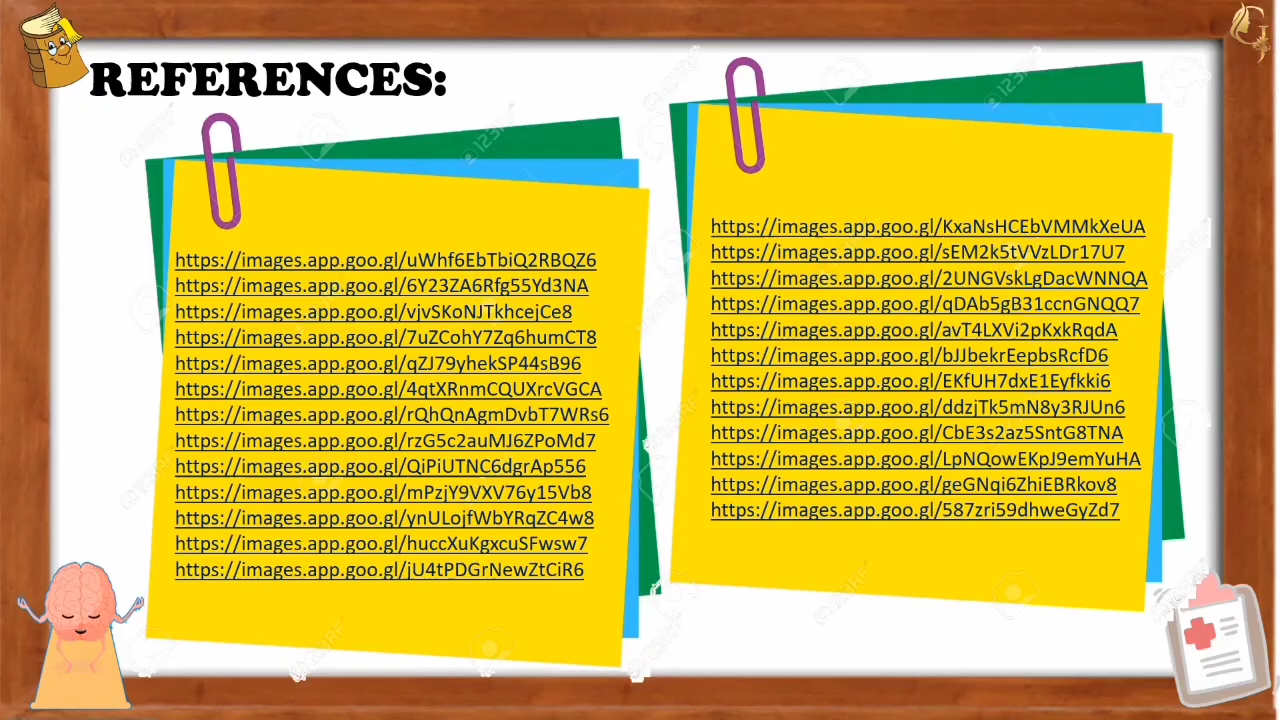 REFERENCES:
https://images.app.goo.gl/uWhf6EbTbiQ2RBQZ6
https://images.app.goo.gl/6Y23ZA6Rfg55Yd3NA
https://images.app.goo.gl/vjvSKoNJTkhcejCe8
https://images.app.goo.gl/7uZCohY7Zq6humCT8
https://images.app.goo.gl/qZJ79yhekSP44sB96
https://images.app.goo.gl/4qtXRnmCQUXrcVGCA
https://images.app.goo.gl/rQhQnAgmDvbT7WRs6
https://images.app.goo.gl/rzG5c2auMJ6ZPoMd7
https://images.app.goo.gl/QiPiUTNC6dgrAp556
https://images.app.goo.gl/mPzjY9VXV76y15Vb8
https://images.app.goo.gl/ynULojfWbYRqZC4w8
https://images.app.goo.gl/huccXuKgxcuSFwsw7
https://images.app.goo.gl/jU4tPDGrNewZtCiR6
https://images.app.goo.gl/KxaNsHCEbVMMkXeUA
https://images.app.goo.gl/sEM2k5tVVzLDr17U7
https://images.app.goo.gl/2UNGVskLgDacWNNQA
https://images.app.goo.gl/qDAb5gB31ccnGNQQ7
https://images.app.goo.gl/avT4LXVi2pKxkRqdA
https://images.app.goo.gl/bJJbekrEepbsRcfD6
https://images.app.goo.gl/EKfUH7dxE1Eyfkki6
https://images.app.goo.gl/ddzjTk5mN8y3RJUn6
https://images.app.goo.gl/CbE3s2az5SntG8TNA
https://images.app.goo.gl/LpNQowEKpJ9emYuHA
https://images.app.goo.gl/geGNqi6ZhiEBRkov8
https://images.app.goo.gl/587zri59dhweGyZd7